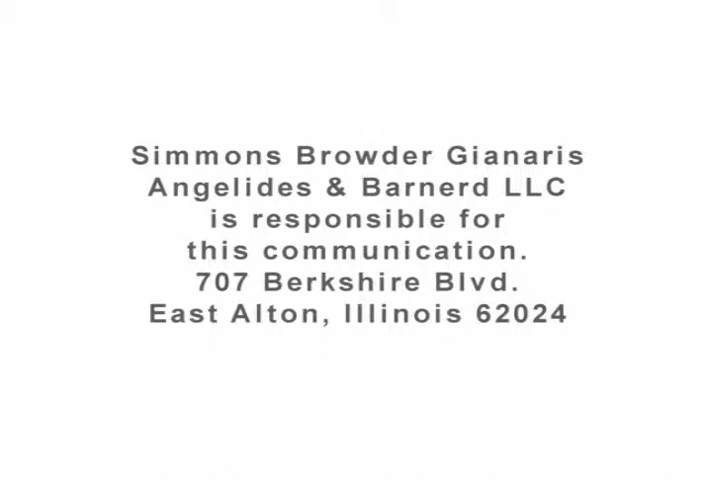 Simmons Browder Gianaris
Angelides & Barnerd LLC
is responsible for
this communication.
707 Berkshire Blvd.
East Alton, Illinois 62024